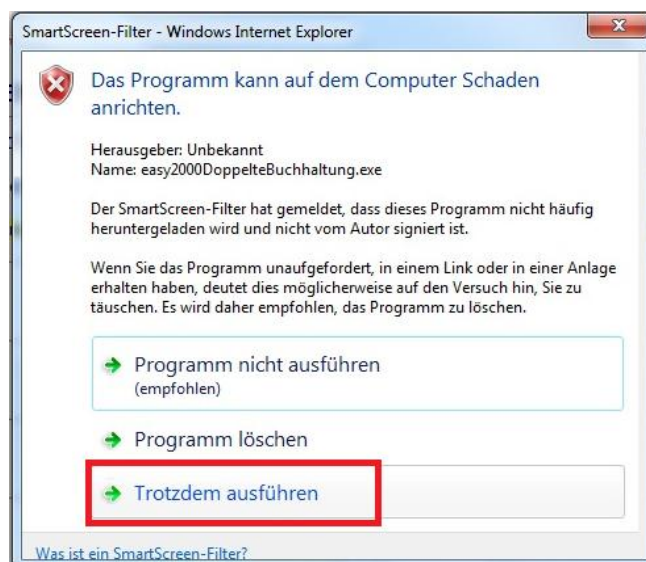 SmartScreen-Filter - Windows Internet Explorer
Das Programm kann auf dem Computer Schaden
anrichten.
Herausgeber: Unbekannt
Name: easy2000DoppelteBuchhaltung.exe
Der SmartScreen-Filter hat gemeldet, dass dieses Programm nicht häufig
heruntergeladen wird und nicht vom Autor signiert ist.
Wenn Sie das Programm unaufgefordert, in einem Link oder in einer Anlage
erhalten haben, deutet dies möglicherweise auf den Versuch hin, Sie zu
täuschen. Es wird daher empfohlen, das Programm zu löschen.
Programm nicht ausführen
(empfohlen)
Programm löschen
Trotzdem ausführen
Was ist ein SmartScreen-Filter?